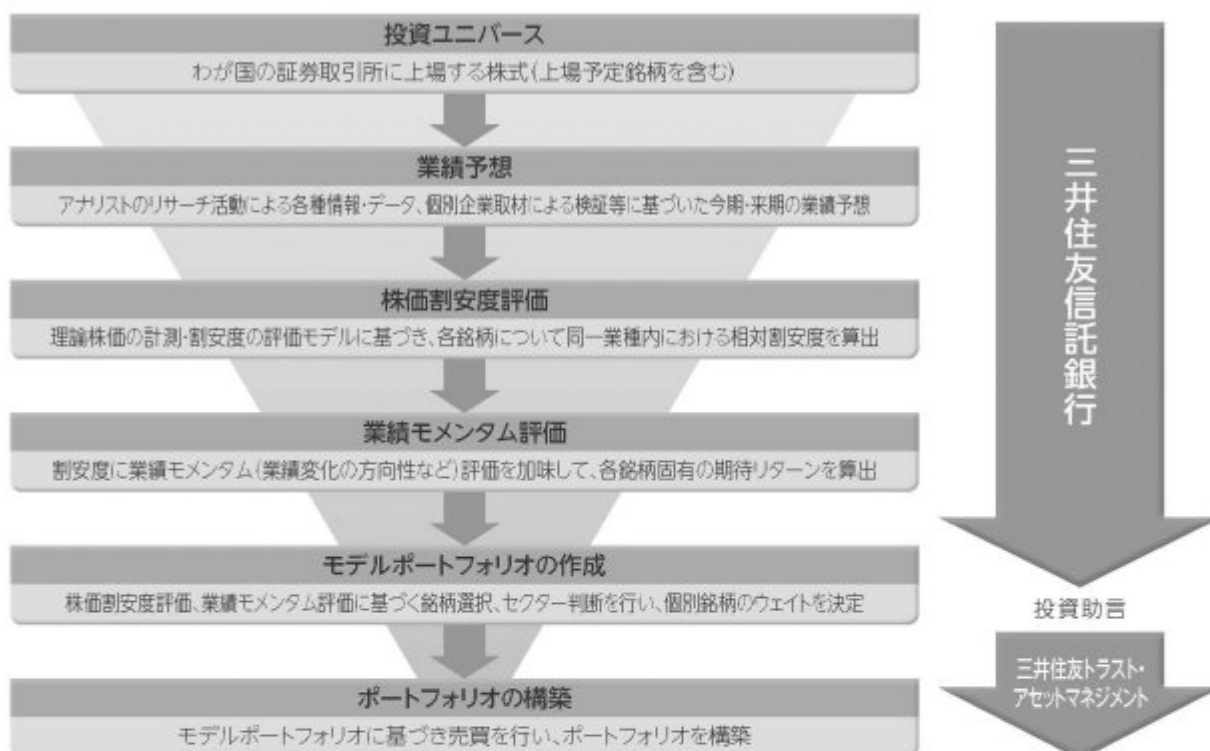 投資ユニバース
わが国の証券取引所に上場する株式(上場予定銘柄を含む)
業績予想
アナリストのリサーチ活動による各種情報・データ、個別企業取材による検証等に基づいた今期・来期の業績予想
株価割安度評価
理論株価の計測・割安度の評価モデルに基づき、各銘柄について同一業種内における相対割安度を算出
業績モメンタム評価
割安度に業績モメンタム(業績変化の方向性など)評価を加味して、各銘柄固有の期待リターンを算出
モデルポートフォリオの作成
株価割安度評価、業績モメンタム評価に基づく銘柄選択、セクター判断を行い、個別銘柄のウェイトを決定
ポートフォリオの構築
モデルポートフォリオに基づき売買を行い、ポートフォリオを構築
三井住友信託銀行
投資助言
三井住友トラスト・
アセットマネジメント